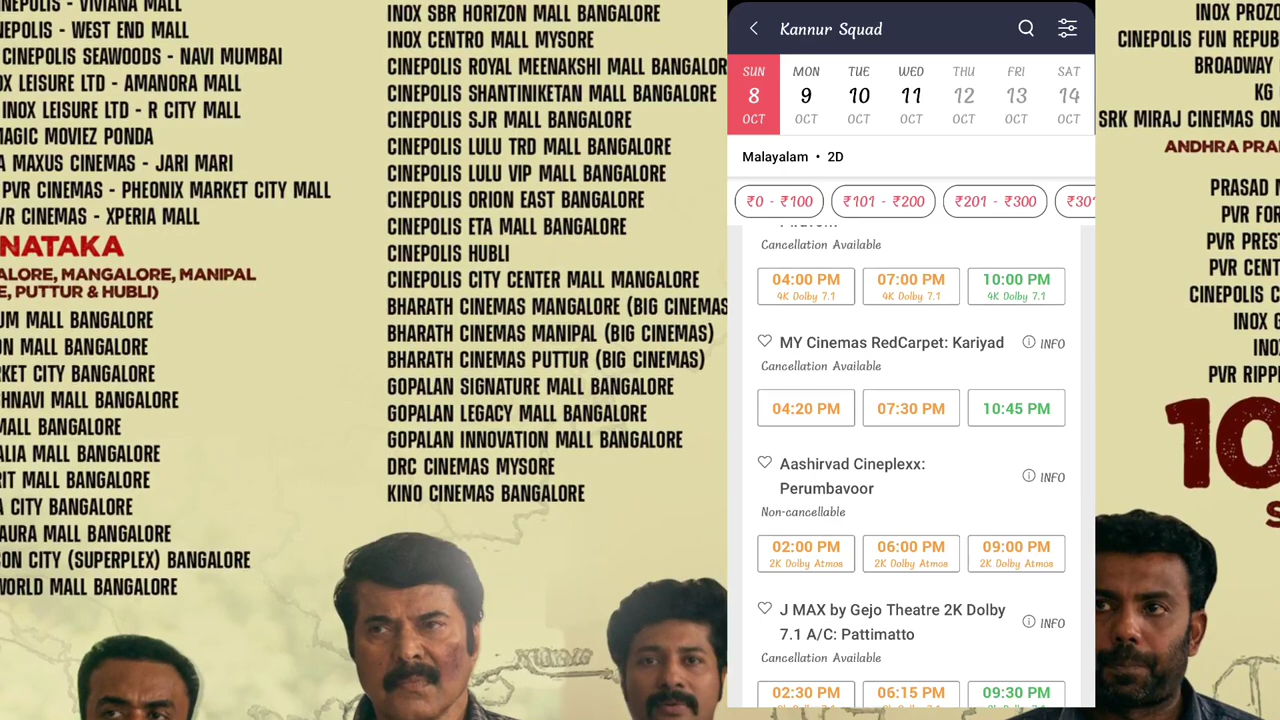 VIVIANA MALL
NEPOLIS - WEST END MALL
CINEPOLIS SEAWOODS - NAVI MUMBAI
OX LEISURE LTD - AMANORA MALL
INOX LEISURE LTD - R CITY MALL
MAGIC MOVIEZ PONDA
A MAXUS CINEMAS - JARI MARI
PVR CINEMAS - PHEONIX MARKET CITY MALL
VR CINEMAS - XPERIA MALL
NATAKA
ALORE, MANGALORE, MANIPAL
E, PUTTUR & HUBLI)
UM MALL BANGALORE
ON MALL BANGALORE
RKET CITY BANGALORE
SHNAVI MALL BANGALORE
MALL BANGALORE
ALIA MALL BANGALORE
RIT MALL BANGALORE
A CITY BANGALORE
AURA MALL BANGALORE
ON CITY (SUPERPLEX) BANGALORE
WORLD MALL BANGALORE
INOX SBR HORIZON MALL BANGALORE
INOX CENTRO MALL MYSORE
CINEPOLIS ROYAL MEENAKSHI MALL BANGALOR
CINEPOLIS SHANTINIKETAN MALL BANGALORE
CINEPOLIS SJR MALL BANGALORE
CINEPOLIS LULU TRD MALL BANGALORE
CINEPOLIS LULU VIP MALL BANGALORE
CINEPOLIS ORION EAST BANGALORE
CINEPOLIS ETA MALL BANGALORE
CINEPOLIS HUBLI
CINEPOLIS CITY CENTER MALL MANGALORE
BHARATH CINEMAS MANGALORE (BIG CINEMAS
BHARATH CINEMAS MANIPAL (BIG CINEMAS)
BHARATH CINEMAS PUTTUR (BIG CINEMAS)
GOPALAN SIGNATURE MALL BANGALORE
GOPALAN LEGACY MALL BANGALORE
GOPALAN INNOVATION MALL BANGALORE
DRC CINEMAS MYSORE
KINO CINEMAS BANGALORE
Kannur Squad
SUN MON TUE WED THU FRI SAT
8 9 10 11 12 13 14
OCT OCT OCT OCT OCT OCT OCT
Malayalam • 2D
₹0 - ₹100 ₹101 - ₹200 ₹201 - ₹300 ₹301
Cancellation Available
04:00 PM 07:00 PM 10:00 PM
4K Dolby 7.1 4K Dolby 7.1 4K Dolby 7.1
MY Cinemas RedCarpet: Kariyad INFO
Cancellation Available
04:20 PM 07:30 PM 10:45 PM
Aashirvad Cineplexx: INFO
Perumbavoor
Non-cancellable
02:00 PM 06:00 PM 09:00 PM
2K Dolby Atmos 2K Dolby Atmos 2K Dolby Atmos
J MAX by Gejo Theatre 2K Dolby INFO
7.1 A/C: Pattimatto
Cancellation Available
02:30 PM 06:15 PM 09:30 PM
INOX PROZO
CINEPOLIS FUN REPUB
BROADWAY
KG
SRK MIRAJ CINEMAS ON
ANDHRA PRA
PRASAD M
PVR FOR
PVR PREST
PVR CENT
CINEPOLIS C
INOX G
INO
PVR RIPP
10
S